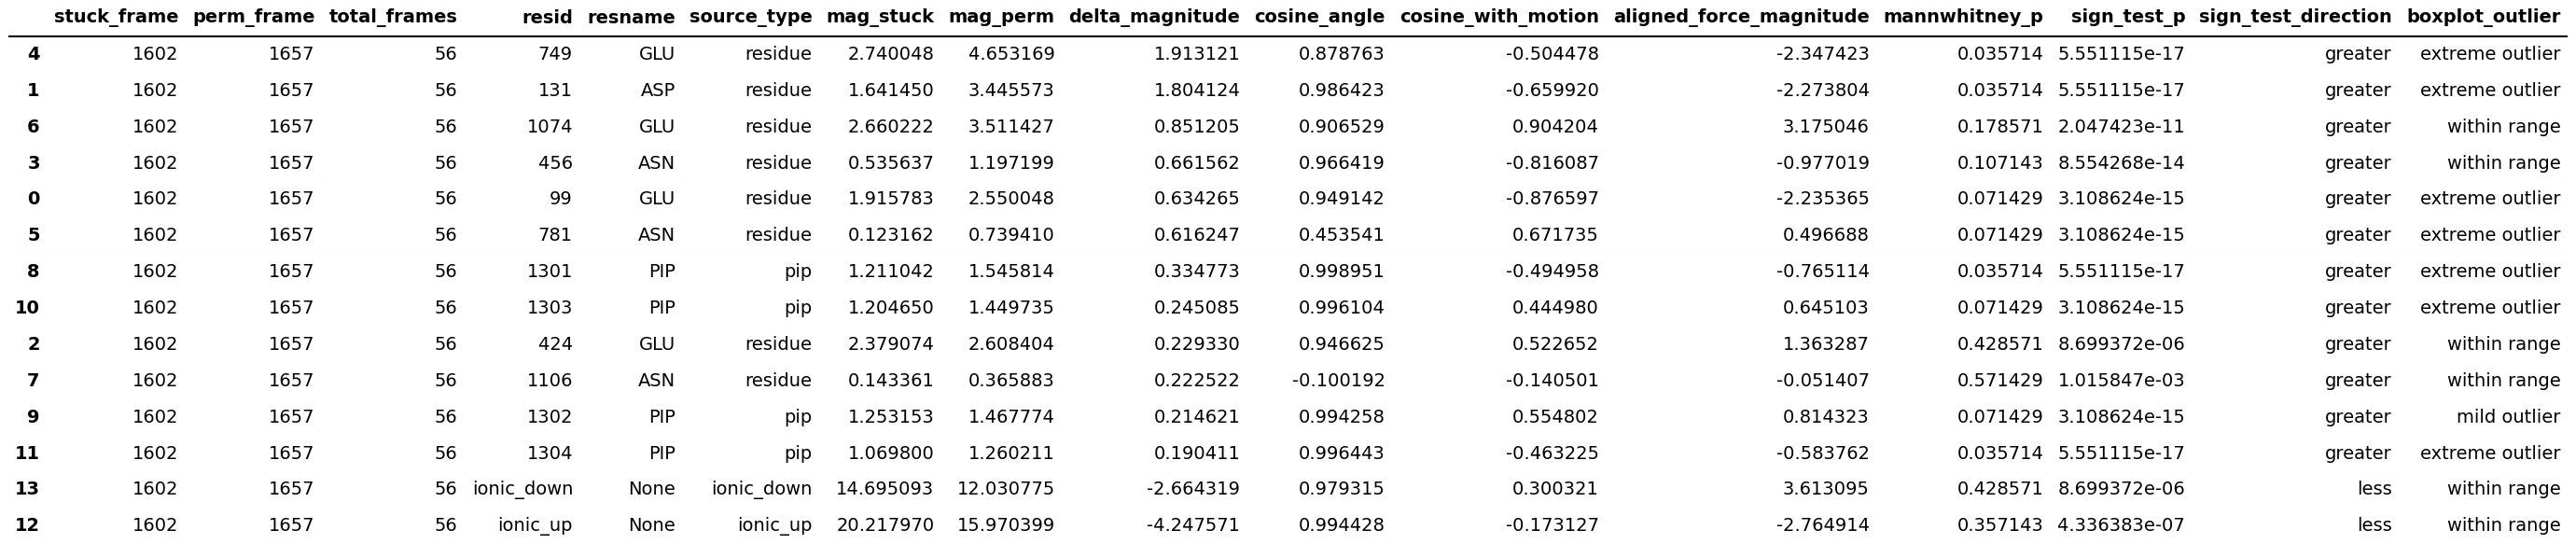 stuck_frame perm_frame total_frames resid resname source_type mag_stuck mag_perm delta_magnitude cosine_angle cosine_with_motion aligned_force_magnitude mannwhitney_p sign_test_p sign_test_direction boxplot_outlier
4 1602 1657 56 749 GLU residue 2.740048 4.653169 1.913121 0.878763 -0.504478 -2.347423 0.035714 5.551115e-17 greater extreme outlier
1 1602 1657 56 131 ASP residue 1.641450 3.445573 1.804124 0.986423 -0.659920 -2.273804 0.035714 5.551115e-17 greater extreme outlier
6 1602 1657 56 1074 GLU residue 2.660222 3.511427 0.851205 0.906529 0.904204 3.175046 0.178571 2.047423e-11 greater within range
3 1602 1657 56 456 ASN residue 0.535637 1.197199 0.661562 0.966419 -0.816087 -0.977019 0.107143 8.554268e-14 greater within range
0 1602 1657 56 99 GLU residue 1.915783 2.550048 0.634265 0.949142 -0.876597 -2.235365 0.071429 3.108624e-15 greater extreme outlier
5 1602 1657 56 781 ASN residue 0.123162 0.739410 0.616247 0.453541 0.671735 0.496688 0.071429 3.108624e-15 greater extreme outlier
8 1602 1657 56 1301 PIP pip 1.211042 1.545814 0.334773 0.998951 -0.494958 -0.765114 0.035714 5.551115e-17 greater extreme outlier
10 1602 1657 56 1303 PIP pip 1.204650 1.449735 0.245085 0.996104 0.444980 0.645103 0.071429 3.108624e-15 greater extreme outlier
2 1602 1657 56 424 GLU residue 2.379074 2.608404 0.229330 0.946625 0.522652 1.363287 0.428571 8.699372e-06 greater within range
7 1602 1657 56 1106 ASN residue 0.143361 0.365883 0.222522 -0.100192 -0.140501 -0.051407 0.571429 1.015847e-03 greater within range
9 1602 1657 56 1302 PIP pip 1.253153 1.467774 0.214621 0.994258 0.554802 0.814323 0.071429 3.108624e-15 greater mild outlier
11 1602 1657 56 1304 PIP pip 1.069800 1.260211 0.190411 0.996443 -0.463225 -0.583762 0.035714 5.551115e-17 greater extreme outlier
13 1602 1657 56 ionic_down None ionic_down 14.695093 12.030775 -2.664319 0.979315 0.300321 3.613095 0.428571 8.699372e-06 less within range
12 1602 1657 56 ionic_up None ionic_up 20.217970 15.970399 -4.247571 0.994428 -0.173127 -2.764914 0.357143 4.336383e-07 less within range